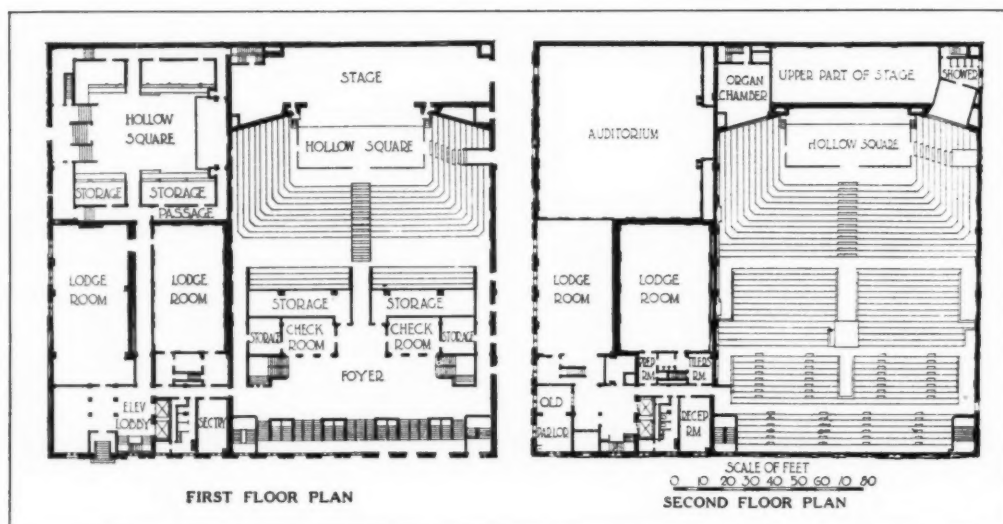 STAGE
HOLLOW
SQUARE
HOLLOW SQUARE
STORAGE
STORAGE
PASSAGE
LODGE
ROOM
LODGE
ROOM
STORAGE
STORAGE
STORAGE
CHECK
ROOM
CHECK
ROOM
STORAGE
FOYER
ELEV
LOBBY
SECTRY
FIRST FLOOR PLAN
ORGAN
CHAMBER
UPPER PART OF STAGE
SHOWER
AUDITORIUM
HOLLOW SQUARE
LODGE
ROOM
LODGE
ROOM
PREP
RM.
TILERS
RM.
OLD
PARLOR
RECEP
RM.
SCALE OF FEET
0 10 20 30 40 50 60 70 80
SECOND FLOOR PLAN